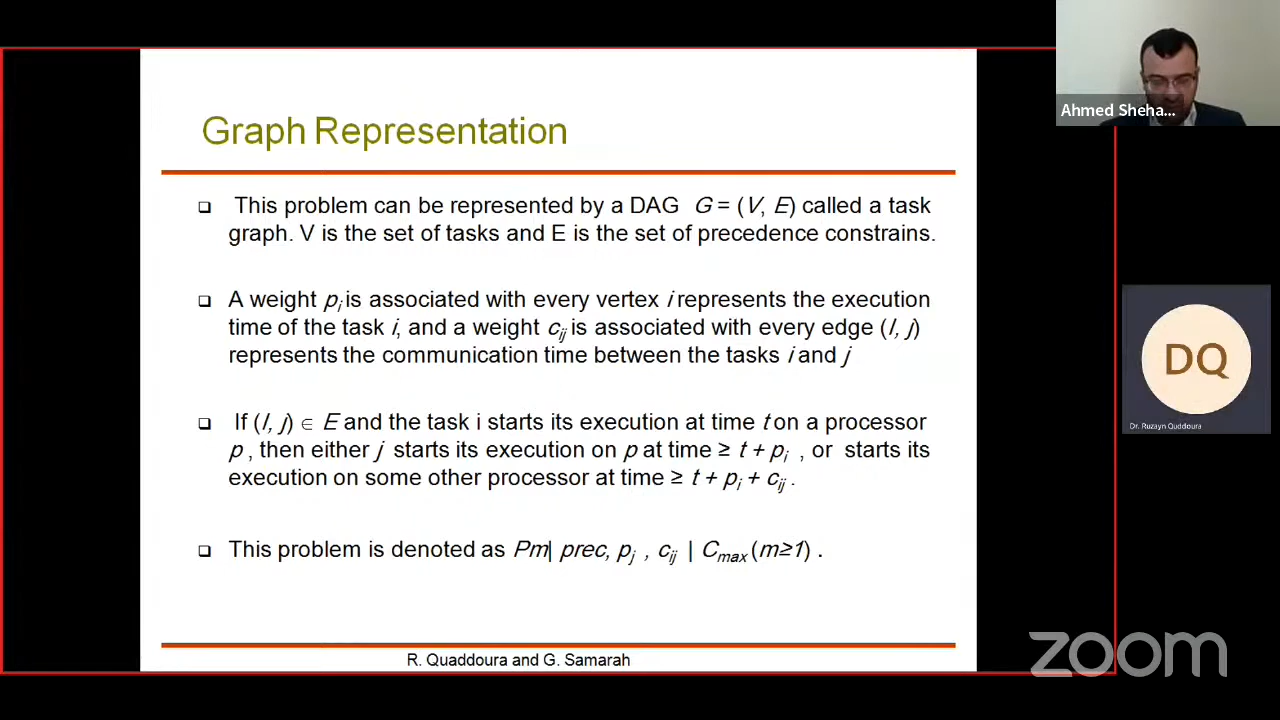 Graph Representation
❑ This problem can be represented by a DAG G = (V, E) called a task
graph. V is the set of tasks and E is the set of precedence constrains.
❑ A weight pi is associated with every vertex i represents the execution
time of the task i, and a weight cij is associated with every edge (I, j)
represents the communication time between the tasks i and j
❑ If (I, j) ∈ E and the task i starts its execution at time t on a processor
p , then either j starts its execution on p at time ≥ t + pi , or starts its
execution on some other processor at time ≥ t + pi + cij .
❑ This problem is denoted as Pm| prec, pj , cij | Cmax (m≥1) .
R. Quaddoura and G. Samarah
Ahmed Sheha...
DQ
Dr. Ruzayn Quddoura
zoom